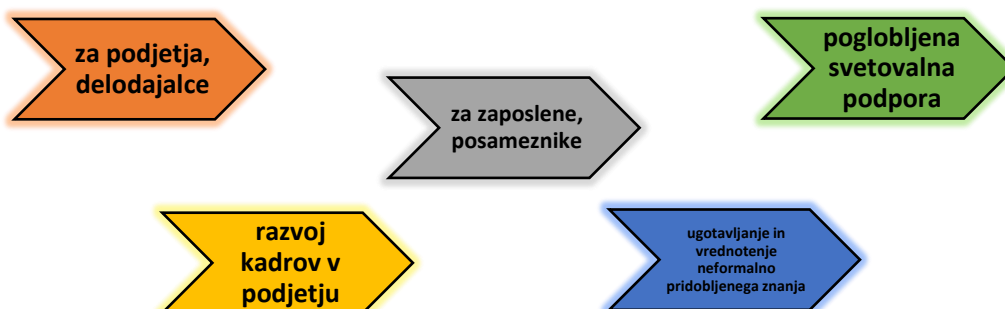 za podjetja,
delodajalce
za zaposlene,
posameznike
poglobljena
svetovalna
podpora
razvoj
kadrov v
podjetju
ugotavljanje in
vrednotenje
neformalno
pridobljenega znanja